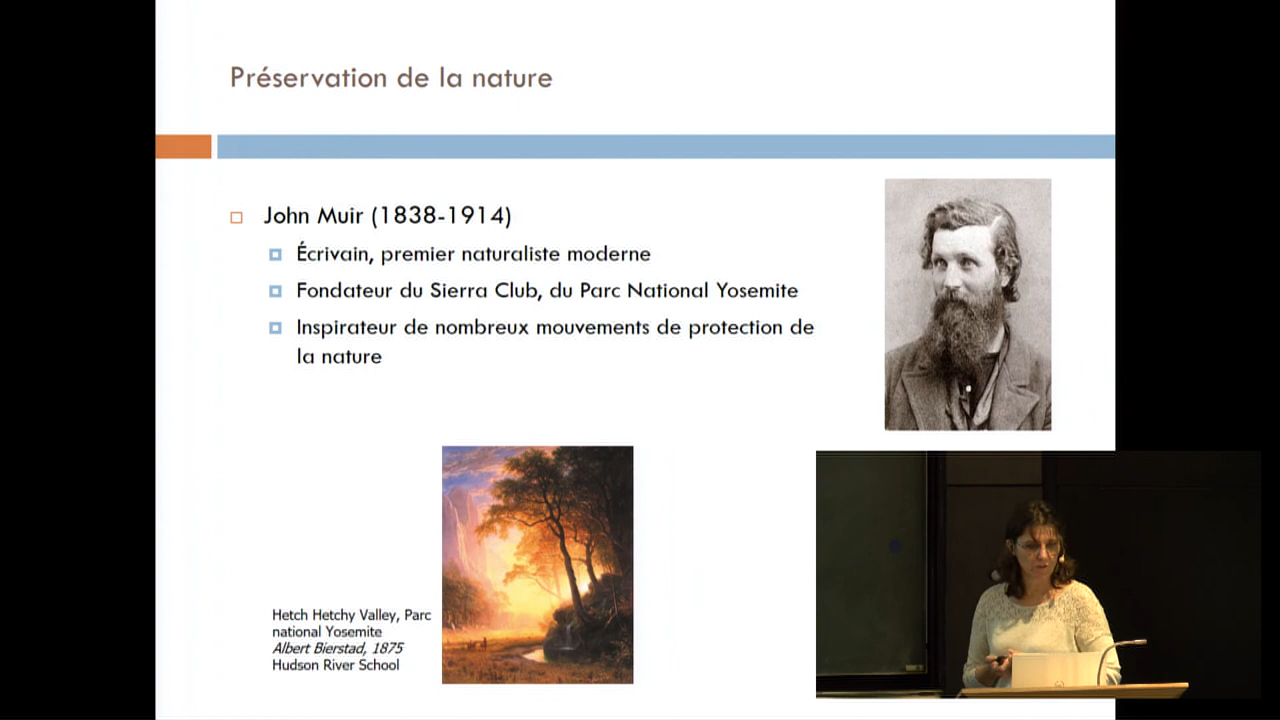 Préservation de la nature
John Muir (1838-1914)
Écrivain, premier naturaliste moderne
Fondateur du Sierra Club, du Parc National Yosemite
Inspirateur de nombreux mouvements de protection de
la nature
Hetch Hetchy Valley, Parc
national Yosemite
Albert Bierstad, 1875
Hudson River School